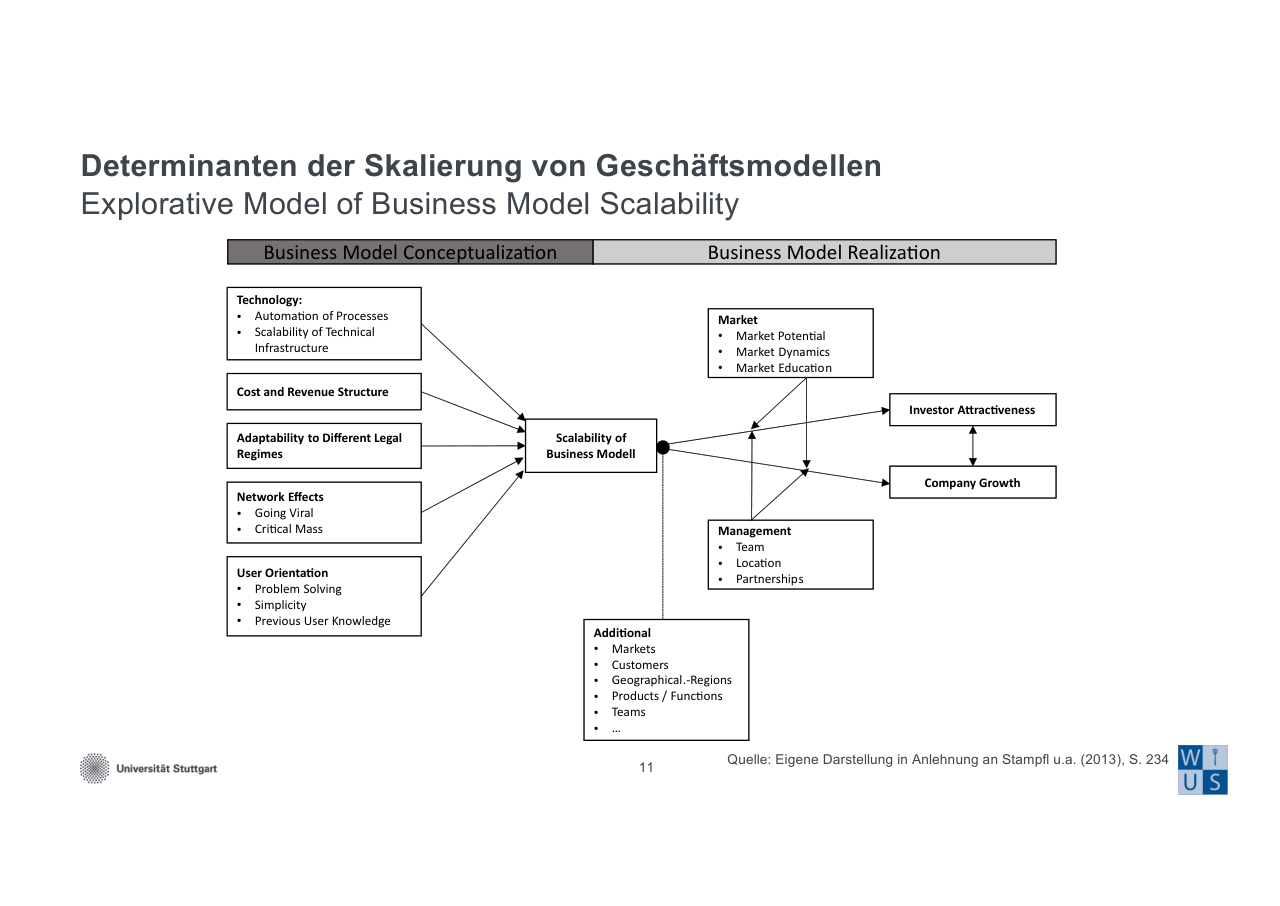 Determinanten der Skalierung von Geschäftsmodellen
Explorative Model of Business Model Scalability
Business Model Conceptualization
Business Model Realization
Technology:
• Automation of Processes
• Scalability of Technical
Infrastructure
Cost and Revenue Structure
Adaptability to Different Legal
Regimes
Network Effects
• Going Viral
• Critical Mass
User Orientation
• Problem Solving
• Simplicity
• Previous User Knowledge
Scalability of
Business Modell
Market
• Market Potential
• Market Dynamics
• Market Education
Investor Attractiveness
Company Growth
Management
• Team
• Location
• Partnerships
Additional
• Markets
• Customers
• Geographical.-Regions
• Products / Functions
• Teams
• ...
Universität Stuttgart
11
Quelle: Eigene Darstellung in Anlehnung an Stampfl u.a. (2013), S. 234
W
U S